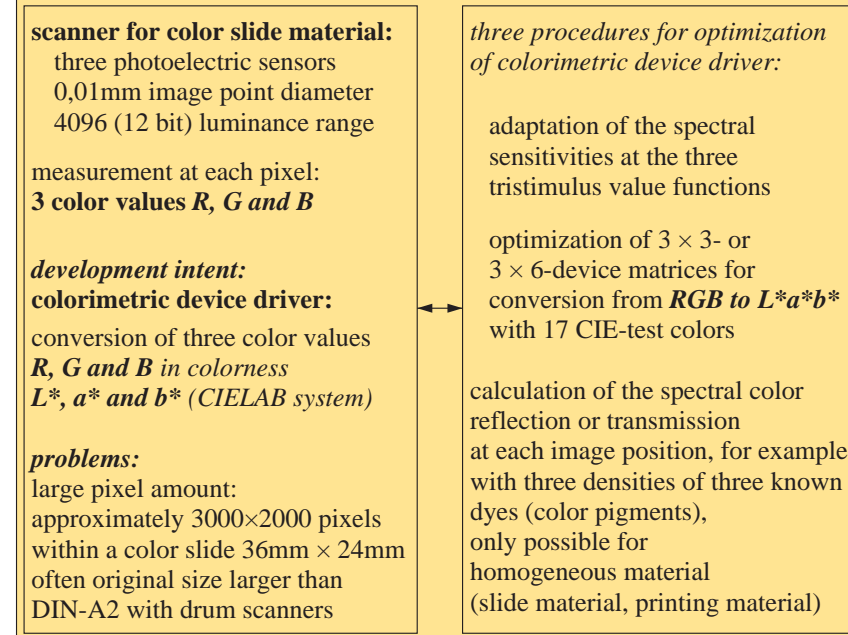 scanner for color slide material:
three photoelectric sensors
0,01mm image point diameter
4096 (12 bit) luminance range
measurement at each pixel:
3 color values R, G and B
development intent:
colorimetric device driver:
conversion of three color values
R, G and B in colorness
L*, a* and b* (CIELAB system)
problems:
large pixel amount:
approximately 3000×2000 pixels
within a color slide 36mm × 24mm
often original size larger than
DIN-A2 with drum scanners
three procedures for optimization
of colorimetric device driver:
adaptation of the spectral
sensitivities at the three
tristimulus value functions
optimization of 3 × 3- or
3 × 6-device matrices for
conversion from RGB to L*a*b*
with 17 CIE-test colors
calculation of the spectral color
reflection or transmission
at each image position, for example
with three densities of three known
dyes (color pigments),
only possible for
homogeneous material
(slide material, printing material)